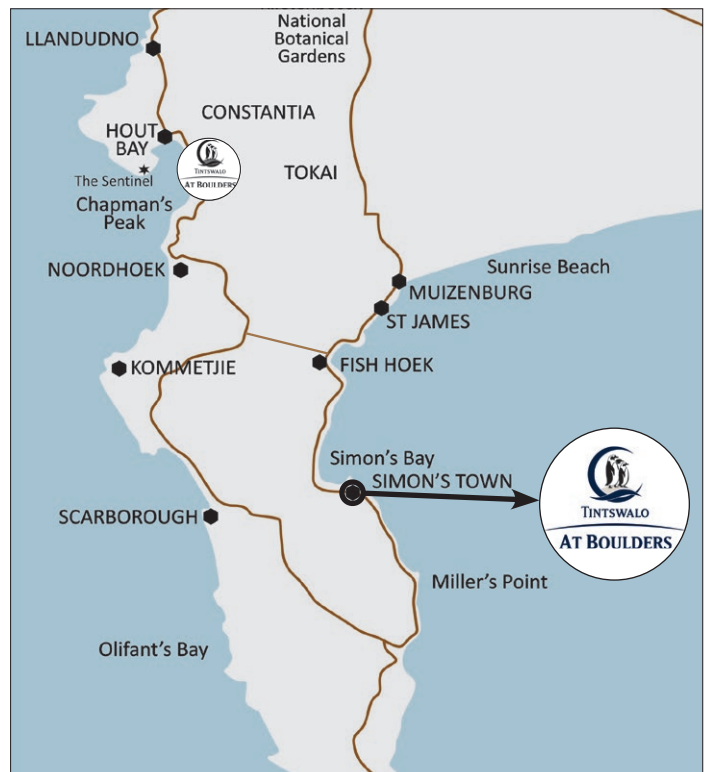 National
Botanical
Gardens
LLANDUDNO
CONSTANTIA
HOUT
BAY
TINTSWALO
AT BOULDERS
TOKAI
The Sentinel
Chapman's
Peak
Sunrise Beach
NOORDHOEK
MUIZENBURG
ST JAMES
KOMMETJIE
FISH HOEK
Simon's Bay
SIMON'S TOWN
TINTSWALO
AT BOULDERS
SCARBOROUGH
Miller's Point
Olifant's Bay